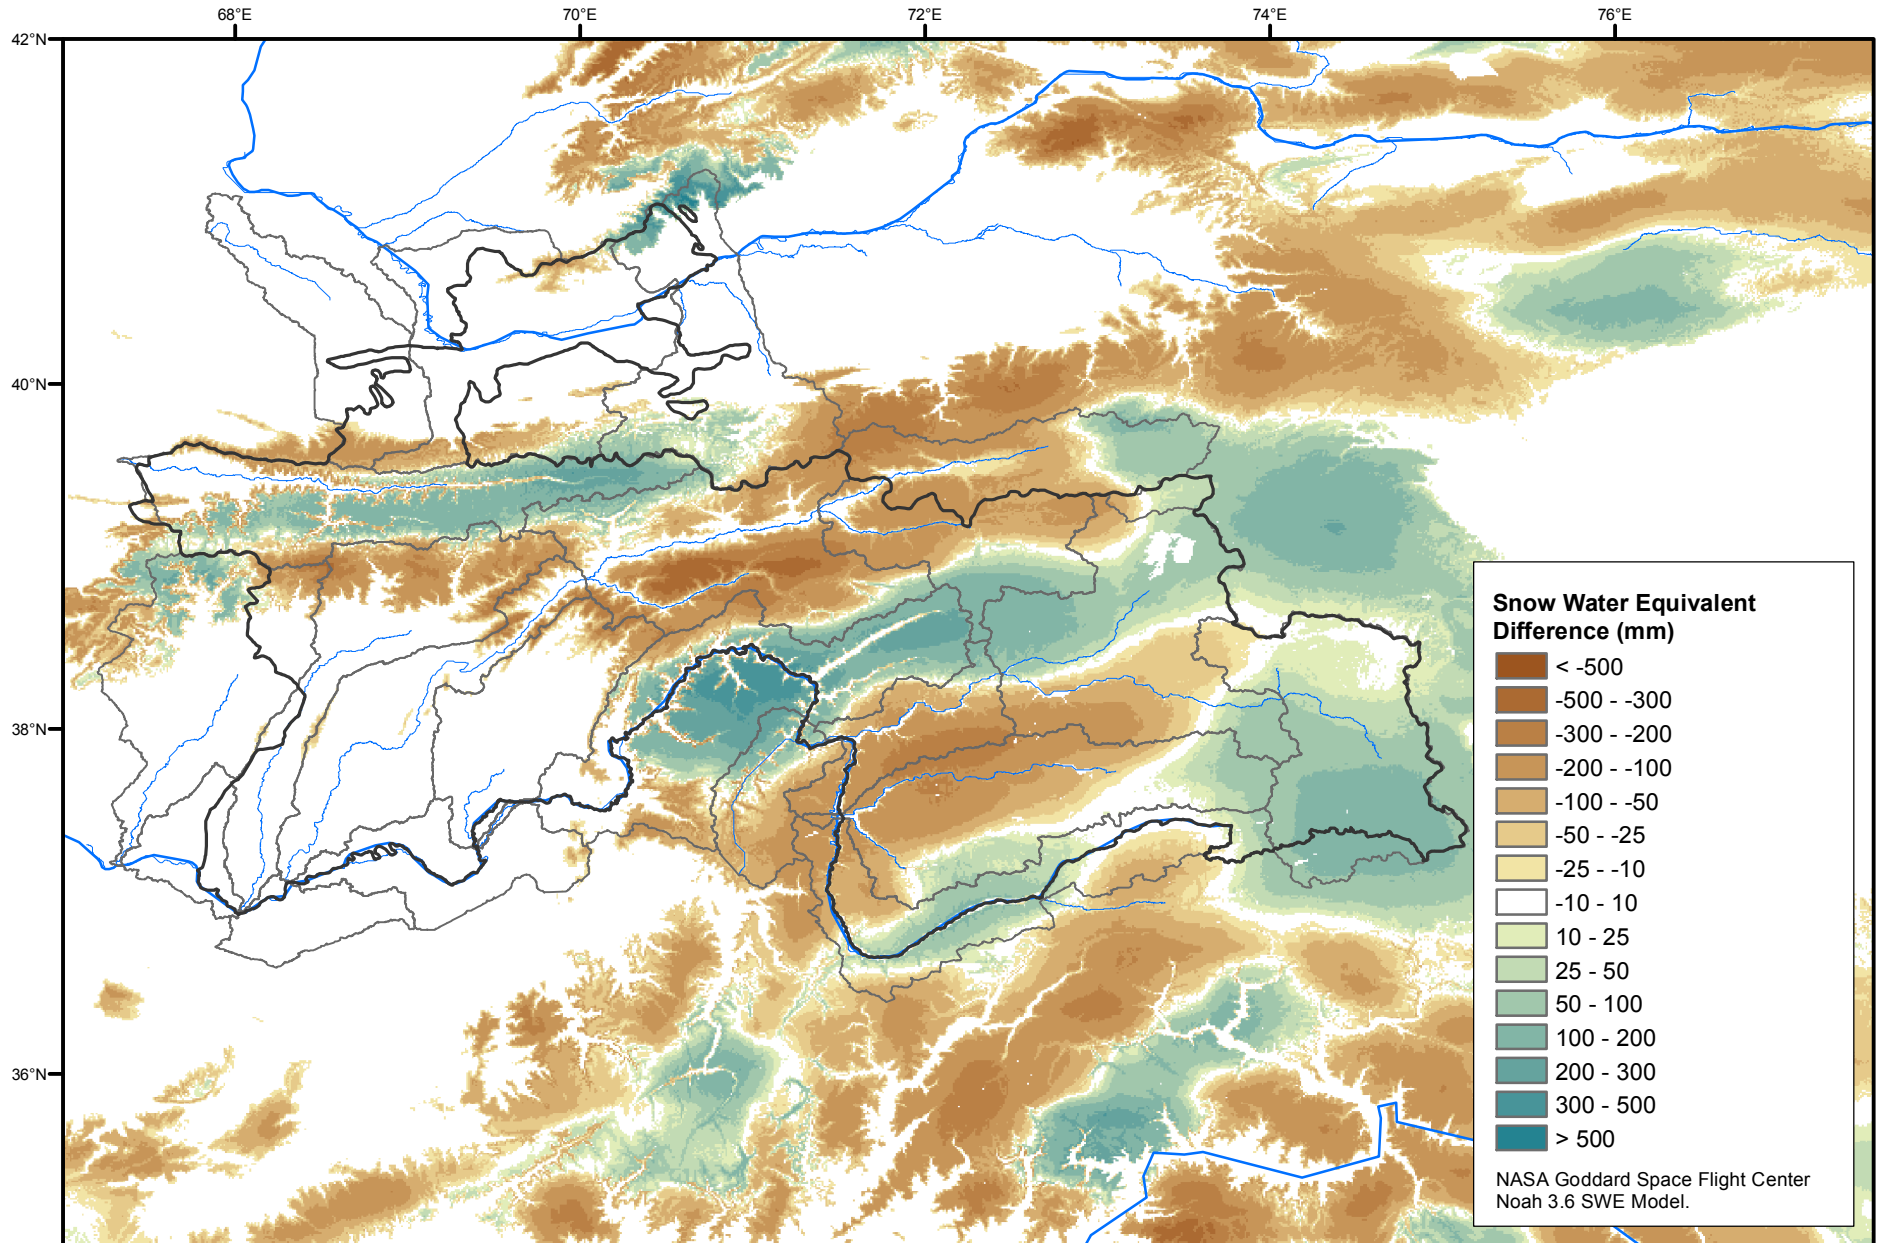 68°E 70°E 72°E 74°E 76°E
42°N
40°N
38°N
36°N
Snow Water Equivalent
Difference (mm)
< -500
-500 - -300
-300 - -200
-200 - -100
-100 - -50
-50 - -25
-25 - -10
-10 - 10
10 - 25
25 - 50
50 - 100
100 - 200
200 - 300
300 - 500
> 500
NASA Goddard Space Flight Center
Noah 3.6 SWE Model.